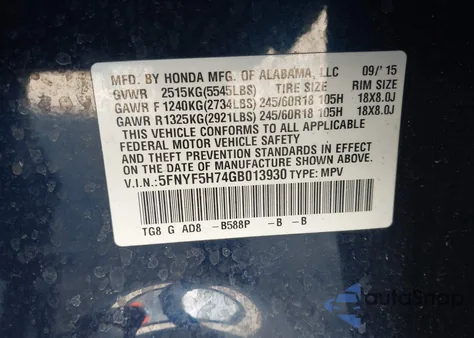 MFD. BY HONDA MFG. OF ALABAMA, LLC 09/'15
GVWR 2515KG(5545LBS) TIRE SIZE RIM SIZE
GAWR F 1240KG(2734LBS) 245/60R18 105H 18X8.0J
GAWR R1325KG(2921LBS) 245/60R18 105H 18X8.0J
THIS VEHICLE CONFORMS TO ALL APPLICABLE
FEDERAL MOTOR VEHICLE SAFETY
AND THEFT PREVENTION STANDARDS IN EFFECT
ON THE DATE OF MANUFACTURE SHOWN ABOVE.
V.I.N.:5FNYF5H74GB013930 TYPE: MPV
TG8 G AD8 -B588P -B -B
AutoSnap